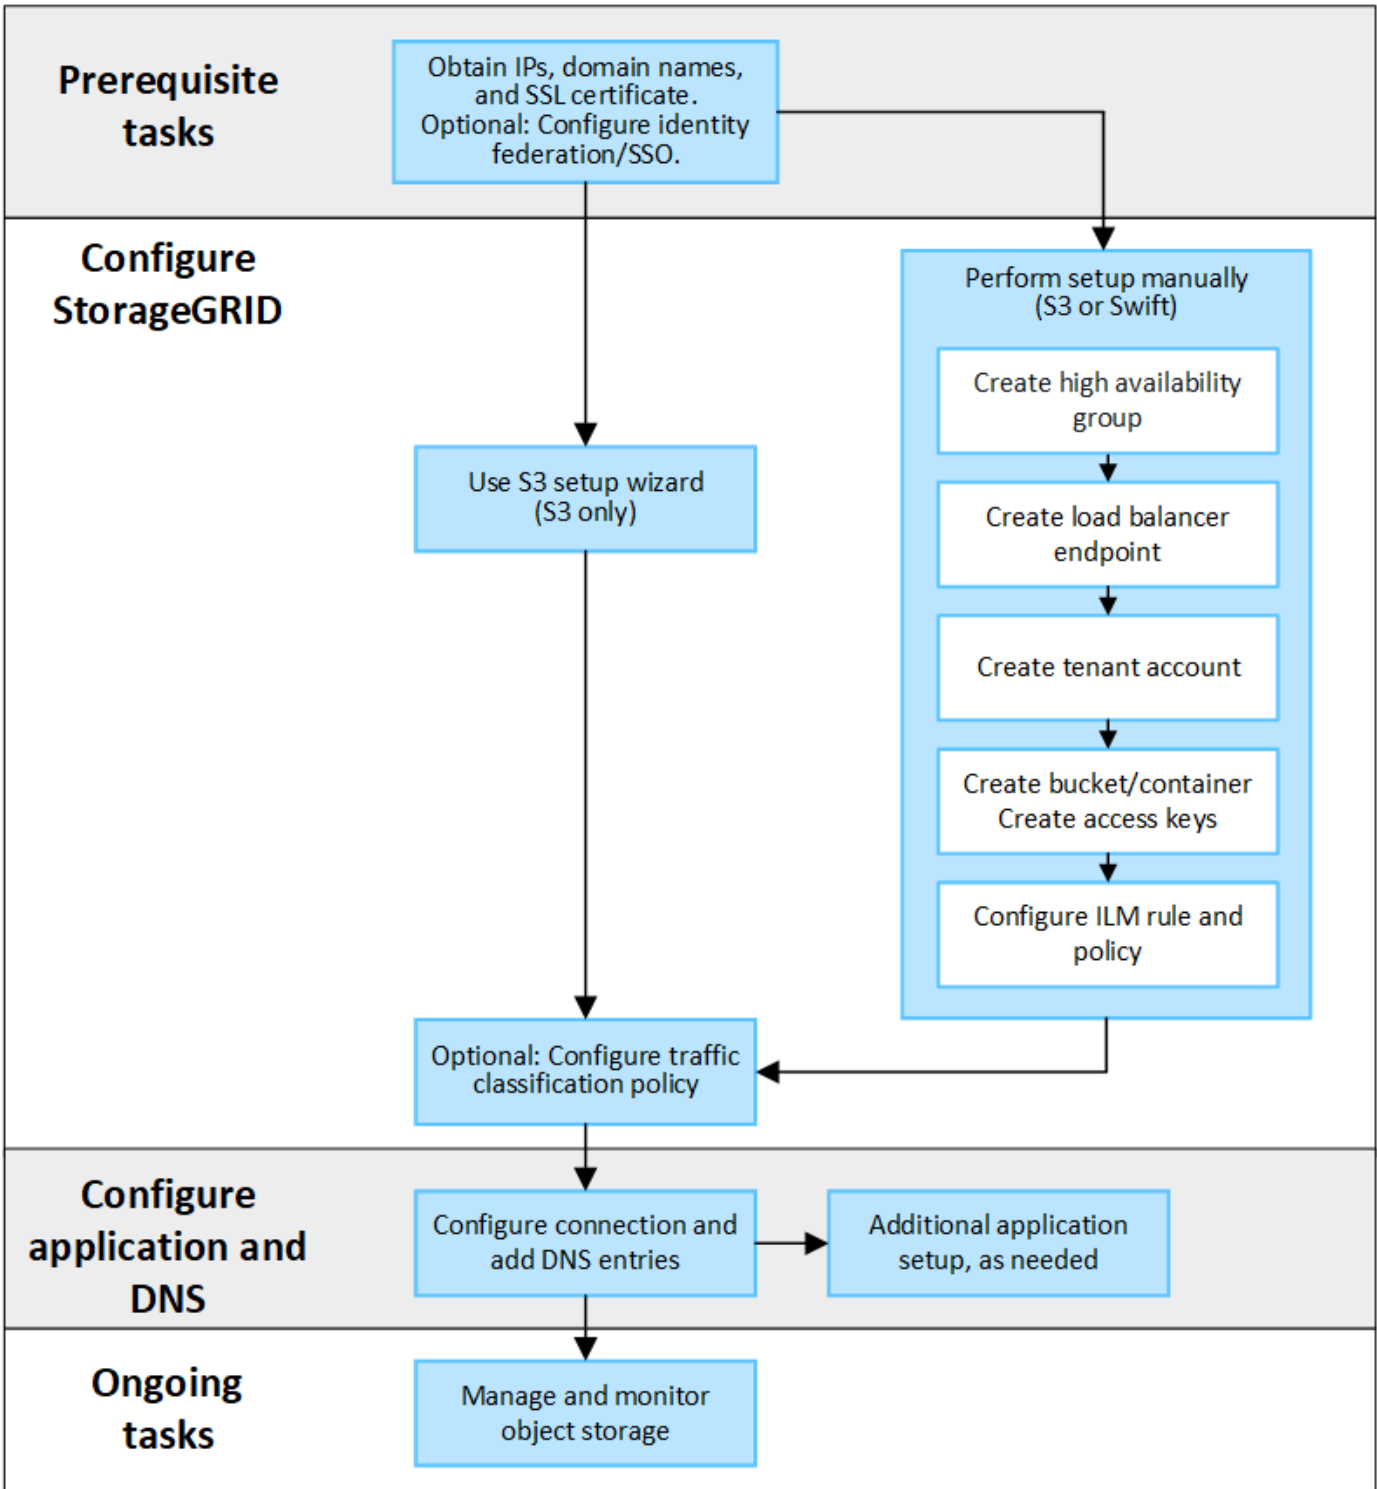 Prerequisite
tasks
Obtain IPs, domain names,
and SSL certificate.
Optional: Configure identity
federation/SSO.
Configure
StorageGRID
Perform setup manually
(S3 or Swift)
Create high availability
group
Create load balancer
endpoint
Create tenant account
Create bucket/container
Create access keys
Configure ILM rule and
policy
Use S3 setup wizard
(S3 only)
Optional: Configure traffic
classification policy
Configure
application and
DNS
Configure connection and
add DNS entries
Additional application
setup, as needed
Ongoing
tasks
Manage and monitor
object storage